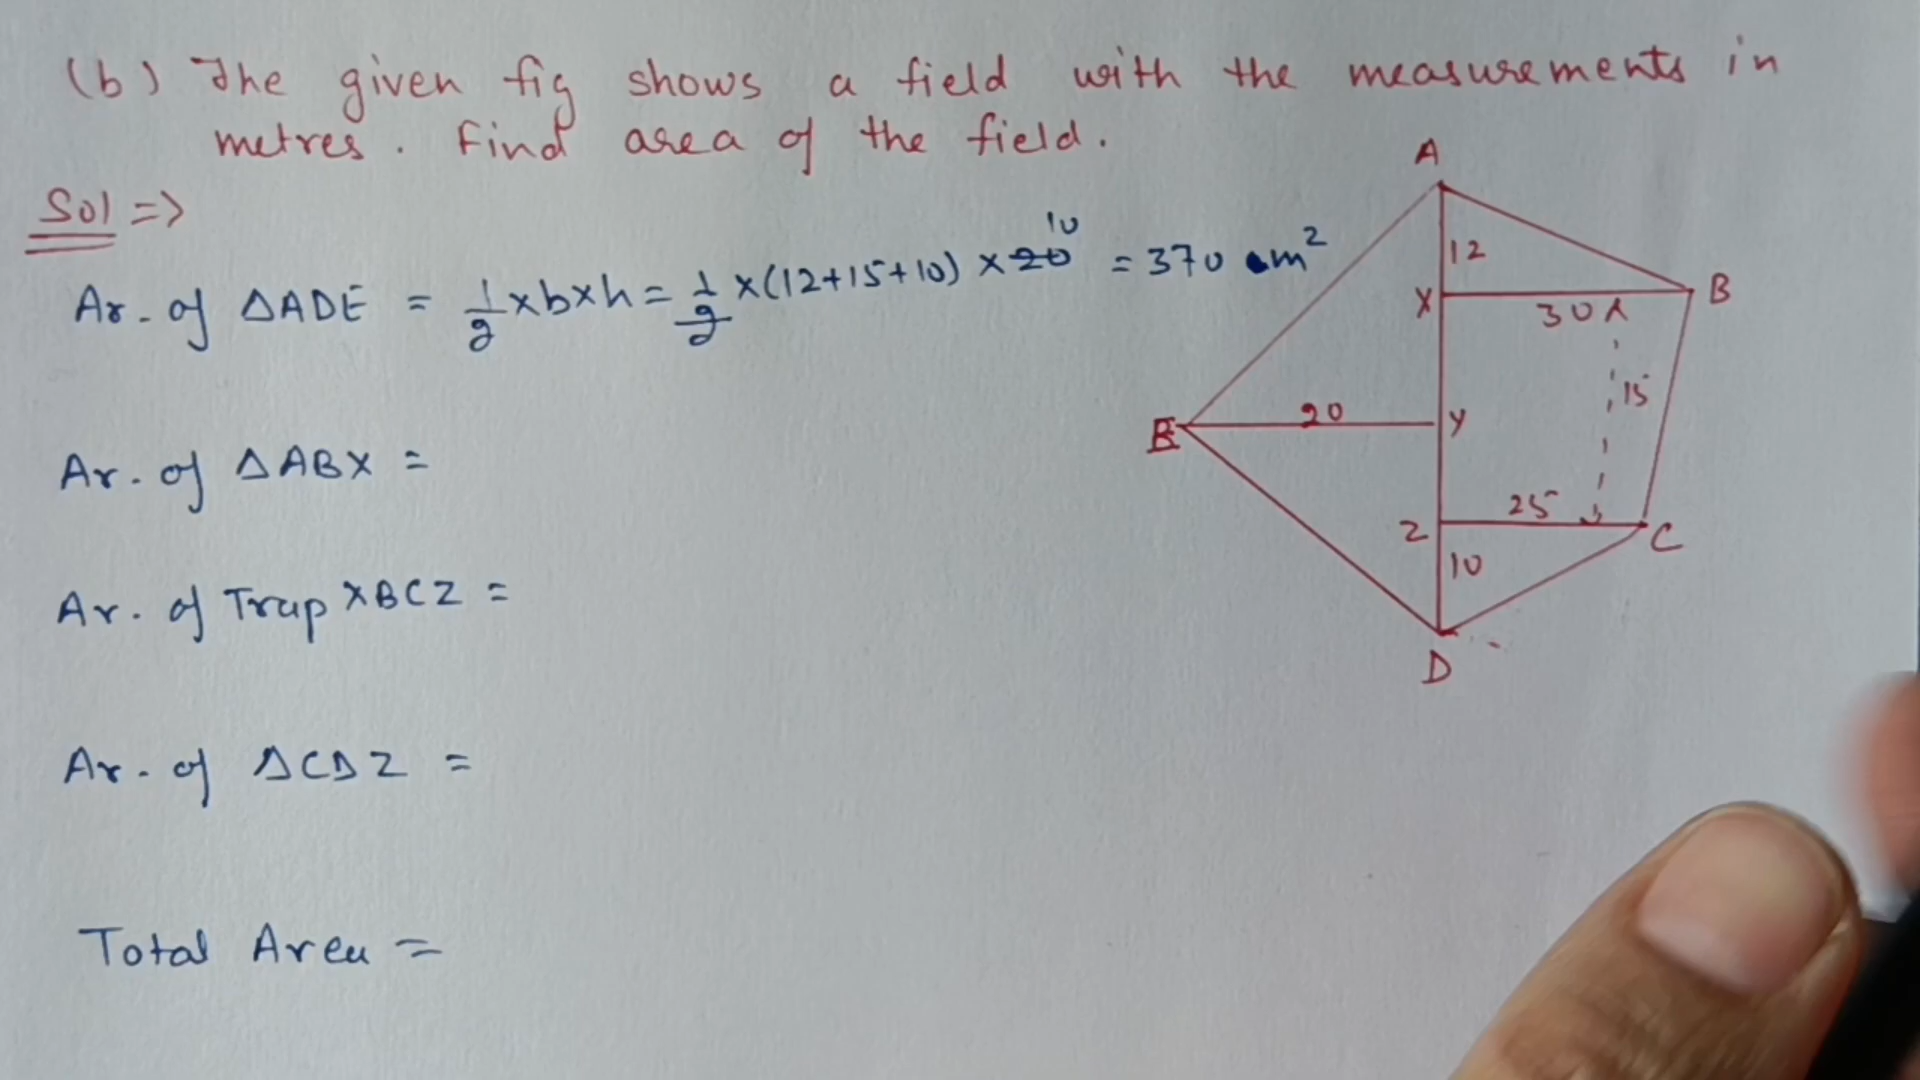 (b) The given fig shows a field with the measurements in
metres. Find area of the field.
Sol =>
Ar. of ΔADE = 1/2 × b × h = 1/2 × (12+15+10) × 20 10 = 370 m²
Ar. of ΔABX =
Ar. of Trap XBCZ =
Ar. of ΔCDZ =
Total Area =
A
12
X
30
B
15
E
20
Y
25
Z
C
10
D